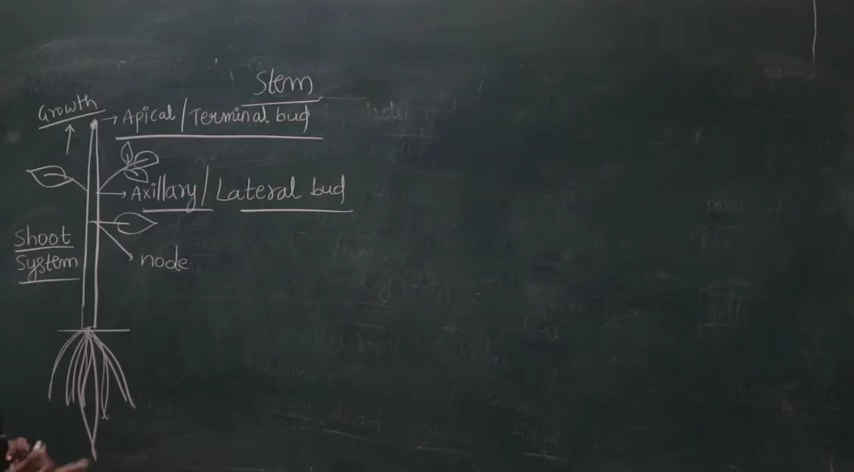 Stem
Growth
Apical/Terminal bud
Axillary/Lateral bud
Shoot
System
node